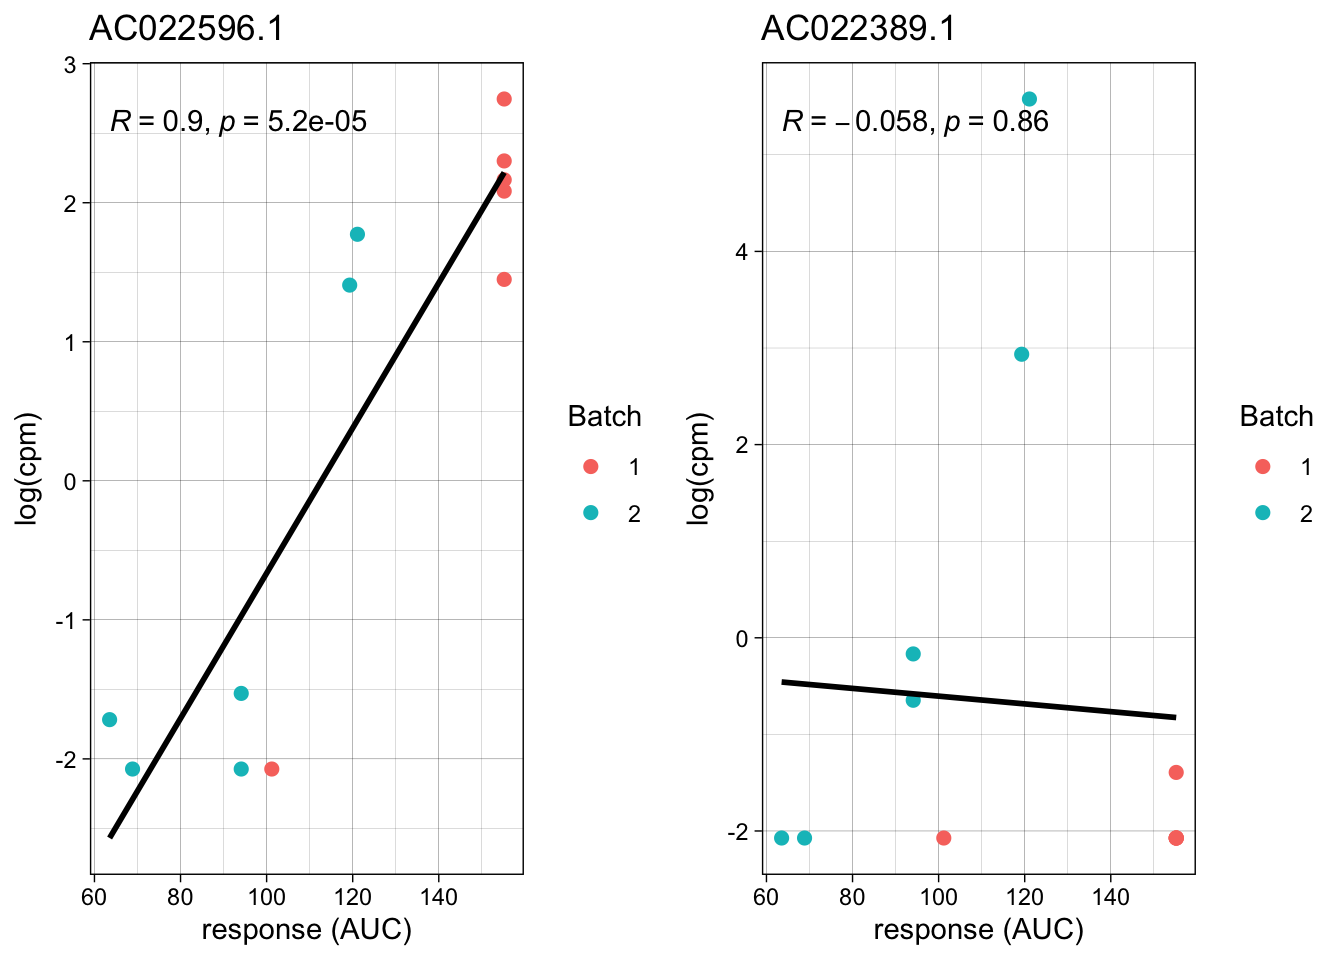 AC022596.1
R = 0.9, p = 5.2e-05
3
2
1
0
-1
-2
log(cpm)
60 80 100 120 140
response (AUC)
Batch
1
2
AC022389.1
R = −0.058, p = 0.86
4
2
0
-2
log(cpm)
60 80 100 120 140
response (AUC)
Batch
1
2